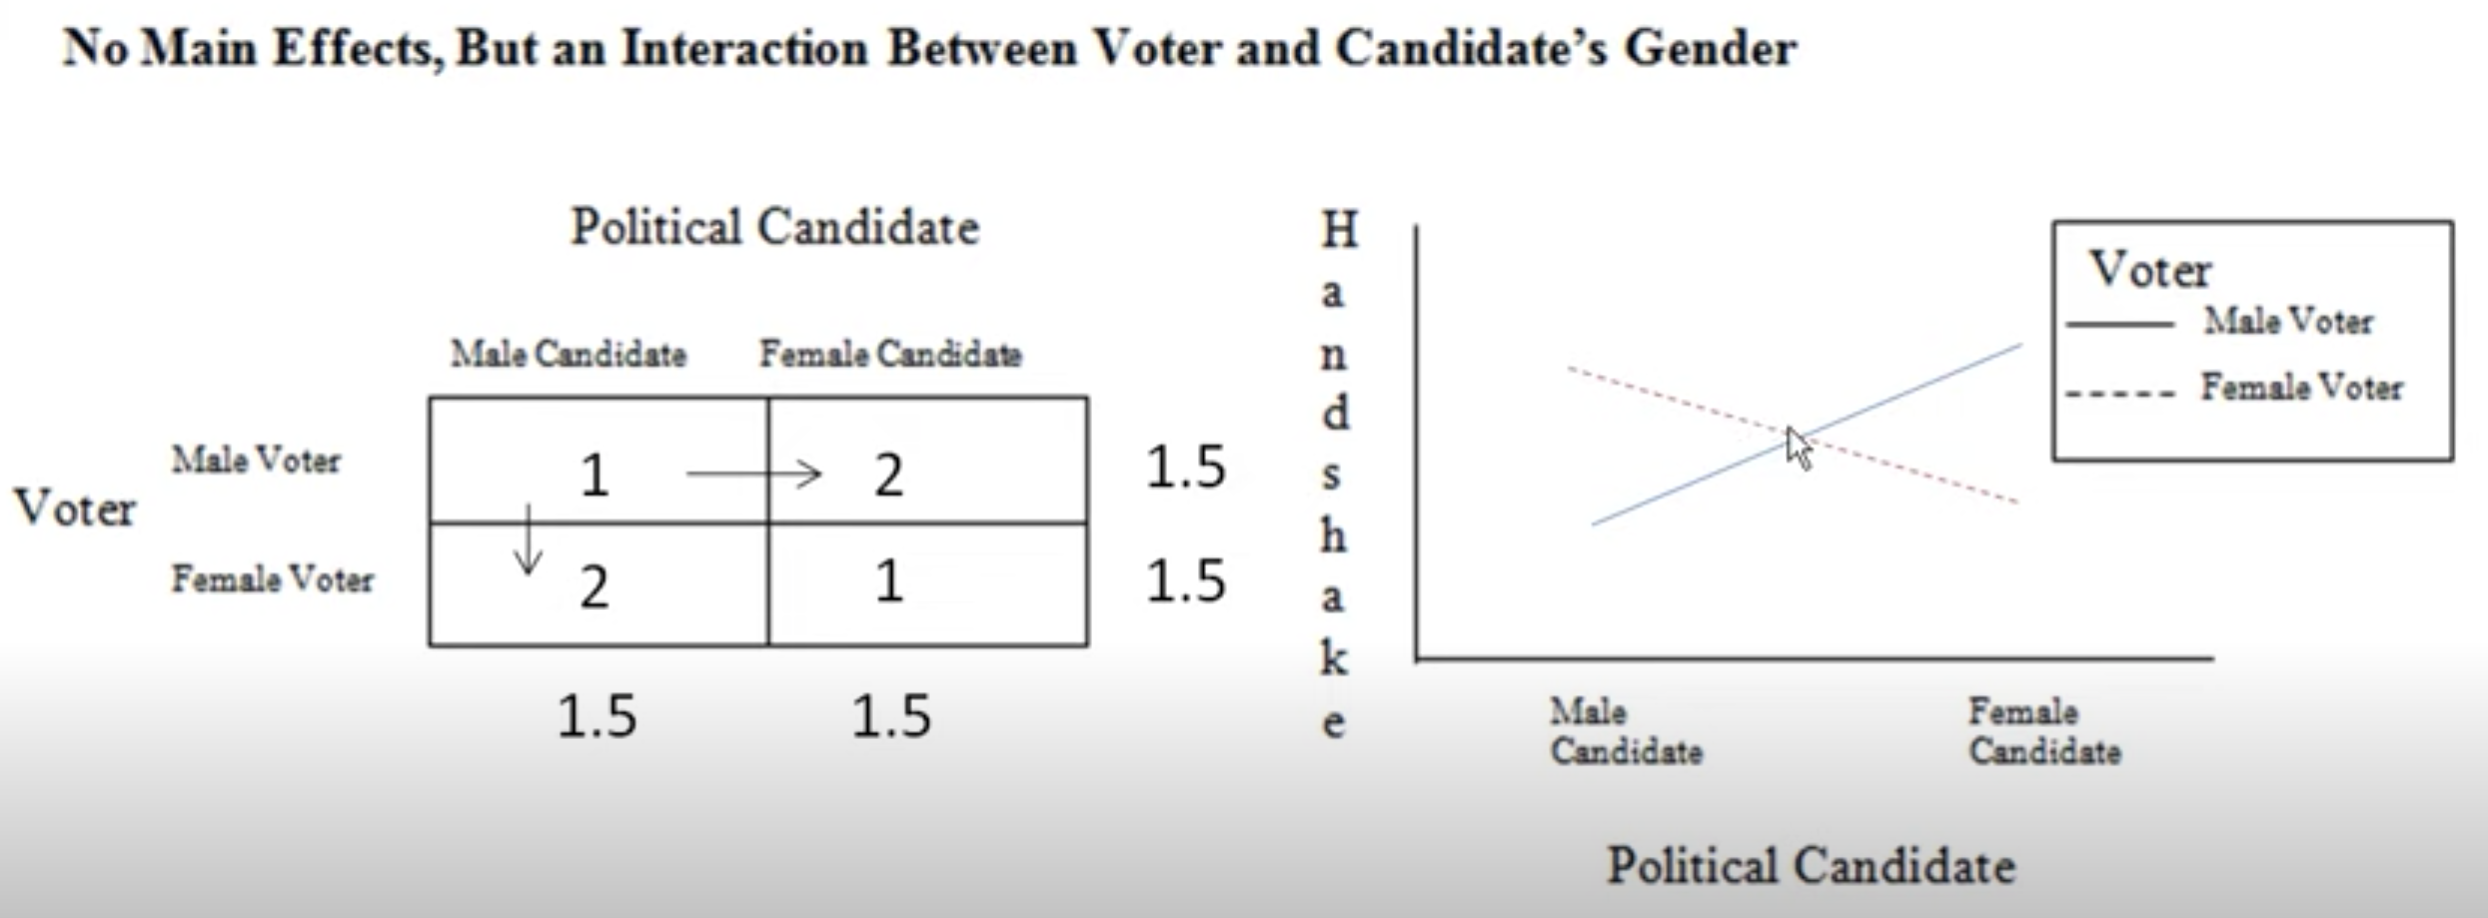 No Main Effects, But an Interaction Between Voter and Candidate's Gender
Political Candidate
Male Candidate Female Candidate
Voter
Male Voter 1 2 1.5
Female Voter 2 1 1.5
1.5 1.5
Handshake
Voter
Male Voter
Female Voter
Male Candidate
Female Candidate
Political Candidate